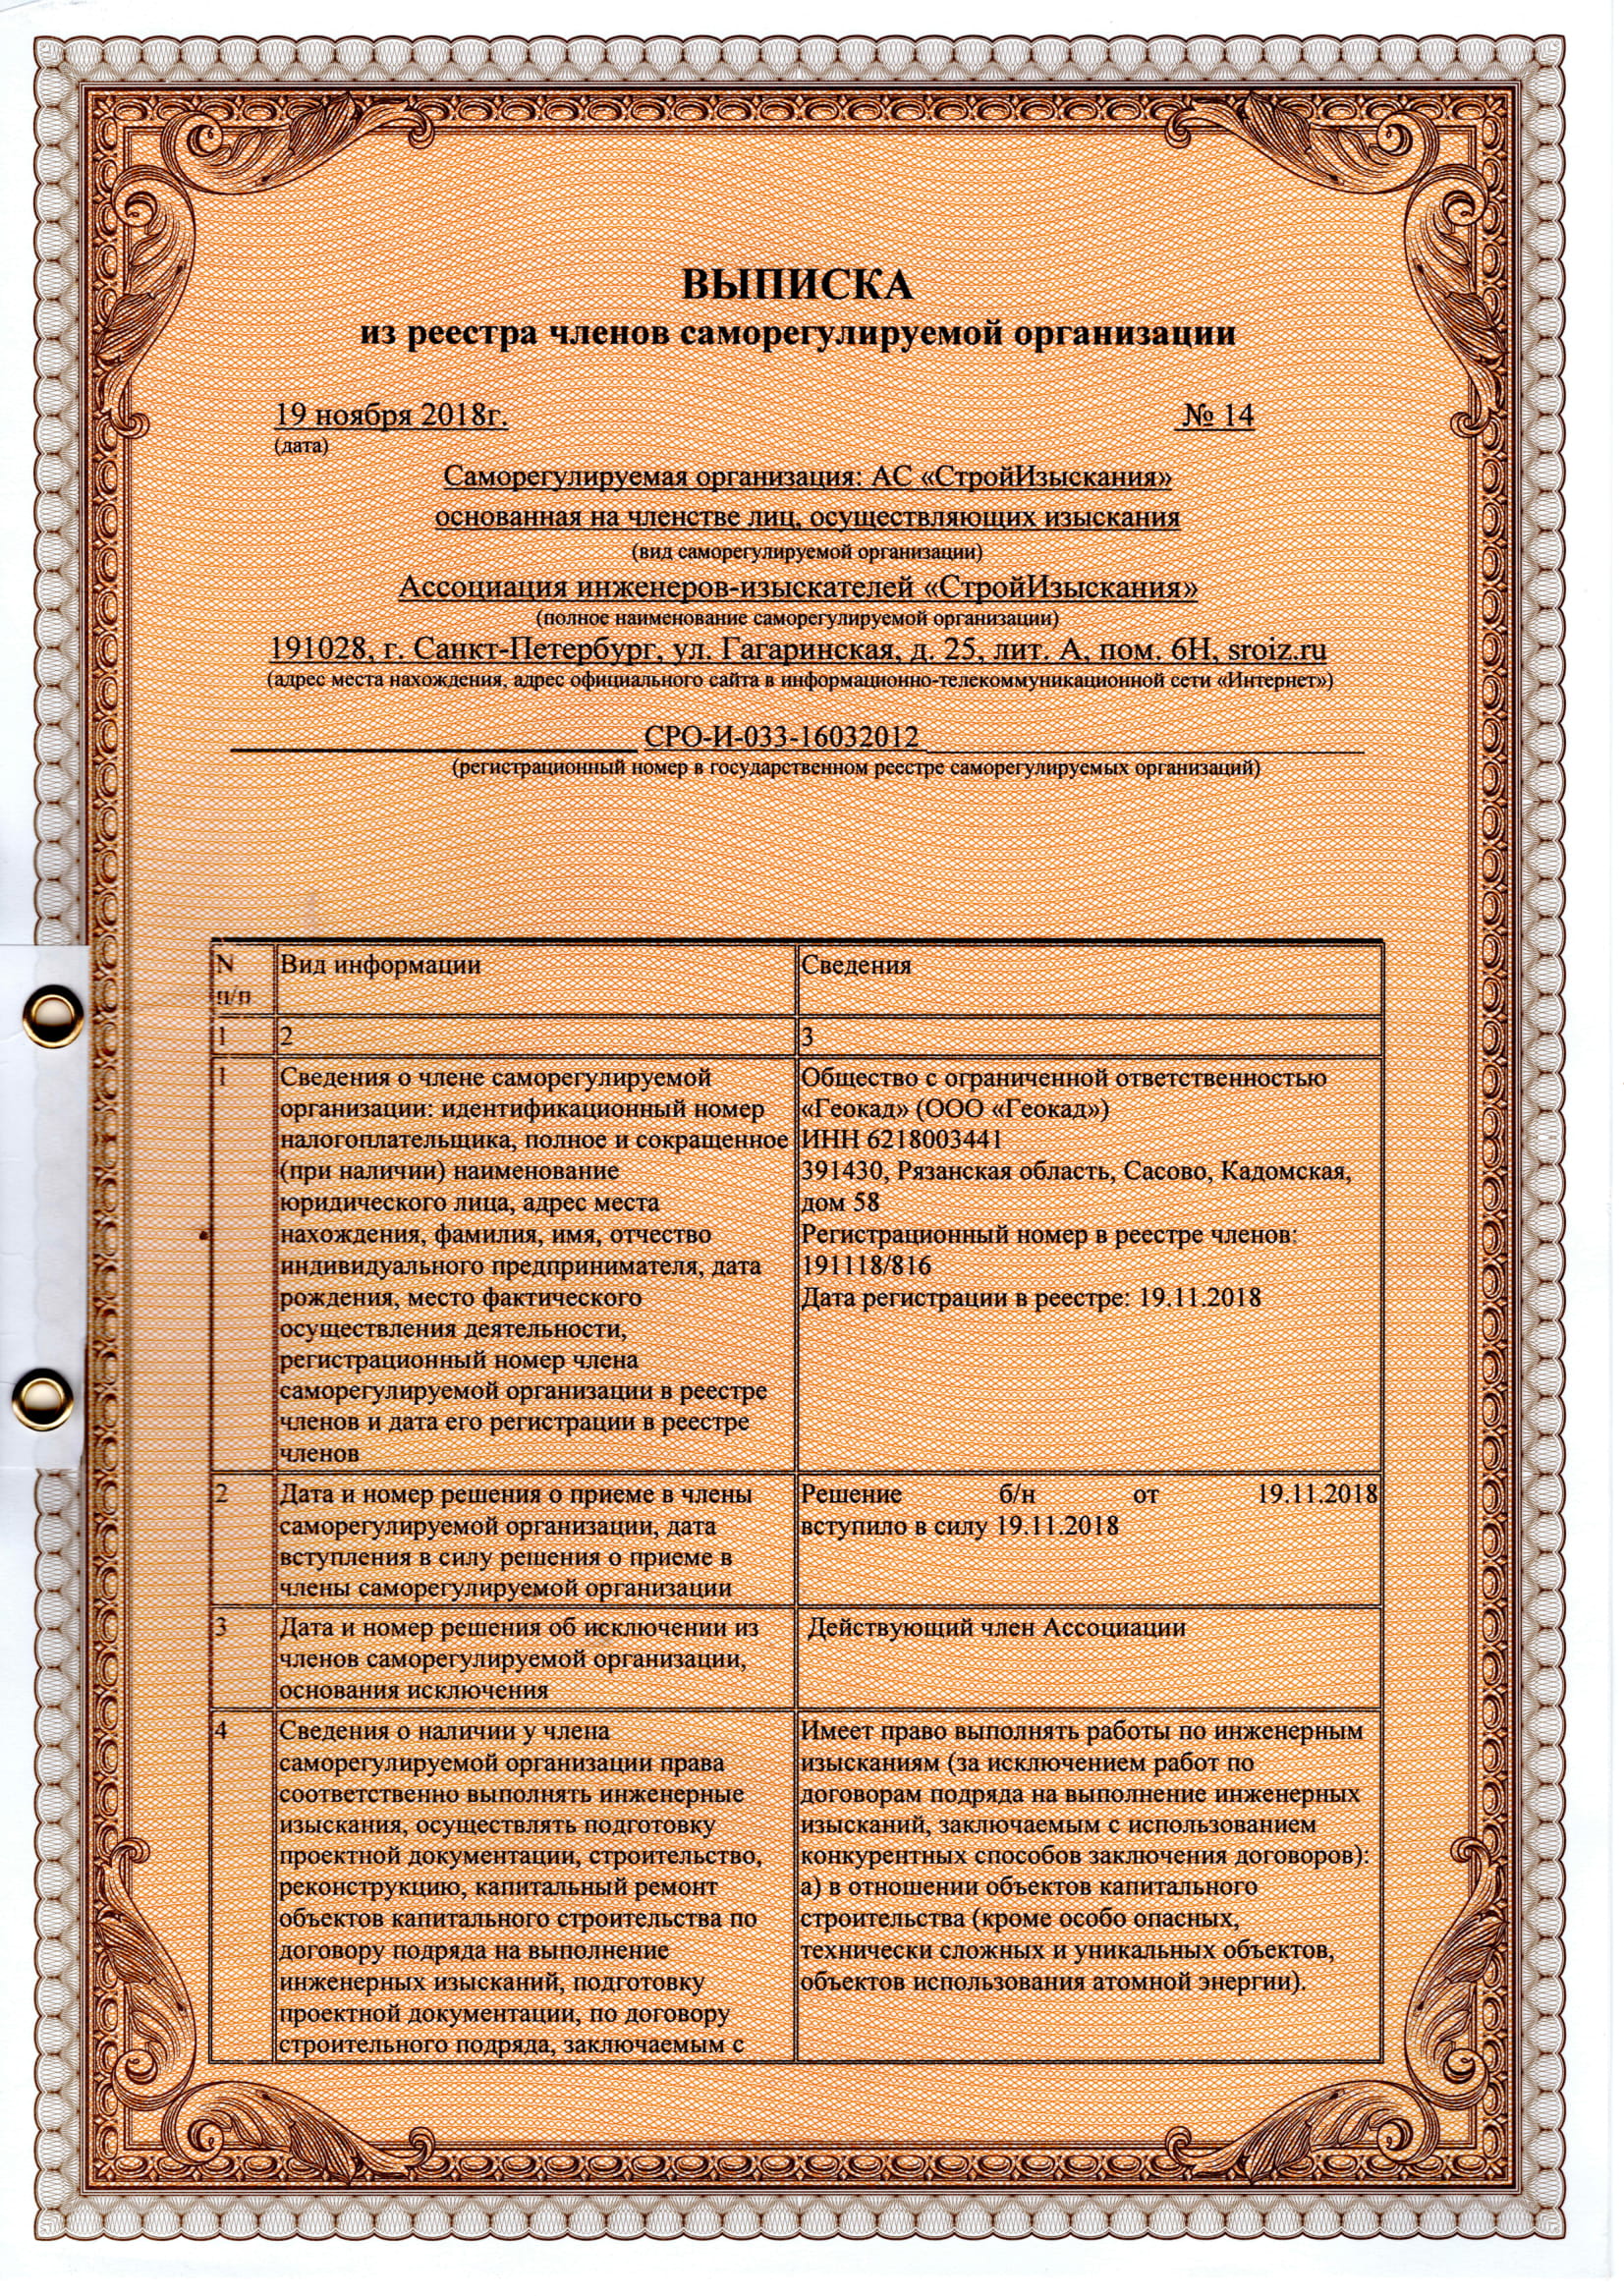 ВЫПИСКА
из реестра членов саморегулируемой организации
19 ноября 2018г.
№ 14
(дата)
Саморегулируемая организация: АС «СтройИзыскания»
основанная на членстве лиц, осуществляющих изыскания
(вид саморегулируемой организации)
Ассоциация инженеров-изыскателей «СтройИзыскания»
(полное наименование саморегулируемой организации)
191028, г. Санкт-Петербург, ул. Гагаринская, д. 25, лит. А, пом. 6Н, sroiz.ru
(адрес места нахождения, адрес официального сайта в информационно-телекоммуникационной сети «Интернет»)
СРО-И-033-16032012
(регистрационный номер в государственном реестре саморегулируемых организаций)
N
п/п
Вид информации
Сведения
1
2
3
1
Сведения о члене саморегулируемой
организации: идентификационный номер
налогоплательщика, полное и сокращенное
(при наличии) наименование
юридического лица, адрес места
нахождения, фамилия, имя, отчество
индивидуального предпринимателя, дата
рождения, место фактического
осуществления деятельности,
регистрационный номер члена
саморегулируемой организации в реестре
членов и дата его регистрации в реестре
членов
Общество с ограниченной ответственностью
«Геокад» (ООО «Геокад»)
ИНН 6218003441
391430, Рязанская область, Сасово, Кадомская,
дом 58
Регистрационный номер в реестре членов:
191118/816
Дата регистрации в реестре: 19.11.2018
2
Дата и номер решения о приеме в члены
саморегулируемой организации, дата
вступления в силу решения о приеме в
члены саморегулируемой организации
Решение б/н от 19.11.2018
вступило в силу 19.11.2018
3
Дата и номер решения об исключении из
членов саморегулируемой организации,
основания исключения
Действующий член Ассоциации
4
Сведения о наличии у члена
саморегулируемой организации права
соответственно выполнять инженерные
изыскания, осуществлять подготовку
проектной документации, строительство,
реконструкцию, капитальный ремонт
объектов капитального строительства по
договору подряда на выполнение
инженерных изысканий, подготовку
проектной документации, по договору
строительного подряда, заключаемым с
Имеет право выполнять работы по инженерным
изысканиям (за исключением работ по
договорам подряда на выполнение инженерных
изысканий, заключаемым с использованием
конкурентных способов заключения договоров):
а) в отношении объектов капитального
строительства (кроме особо опасных,
технически сложных и уникальных объектов,
объектов использования атомной энергии).